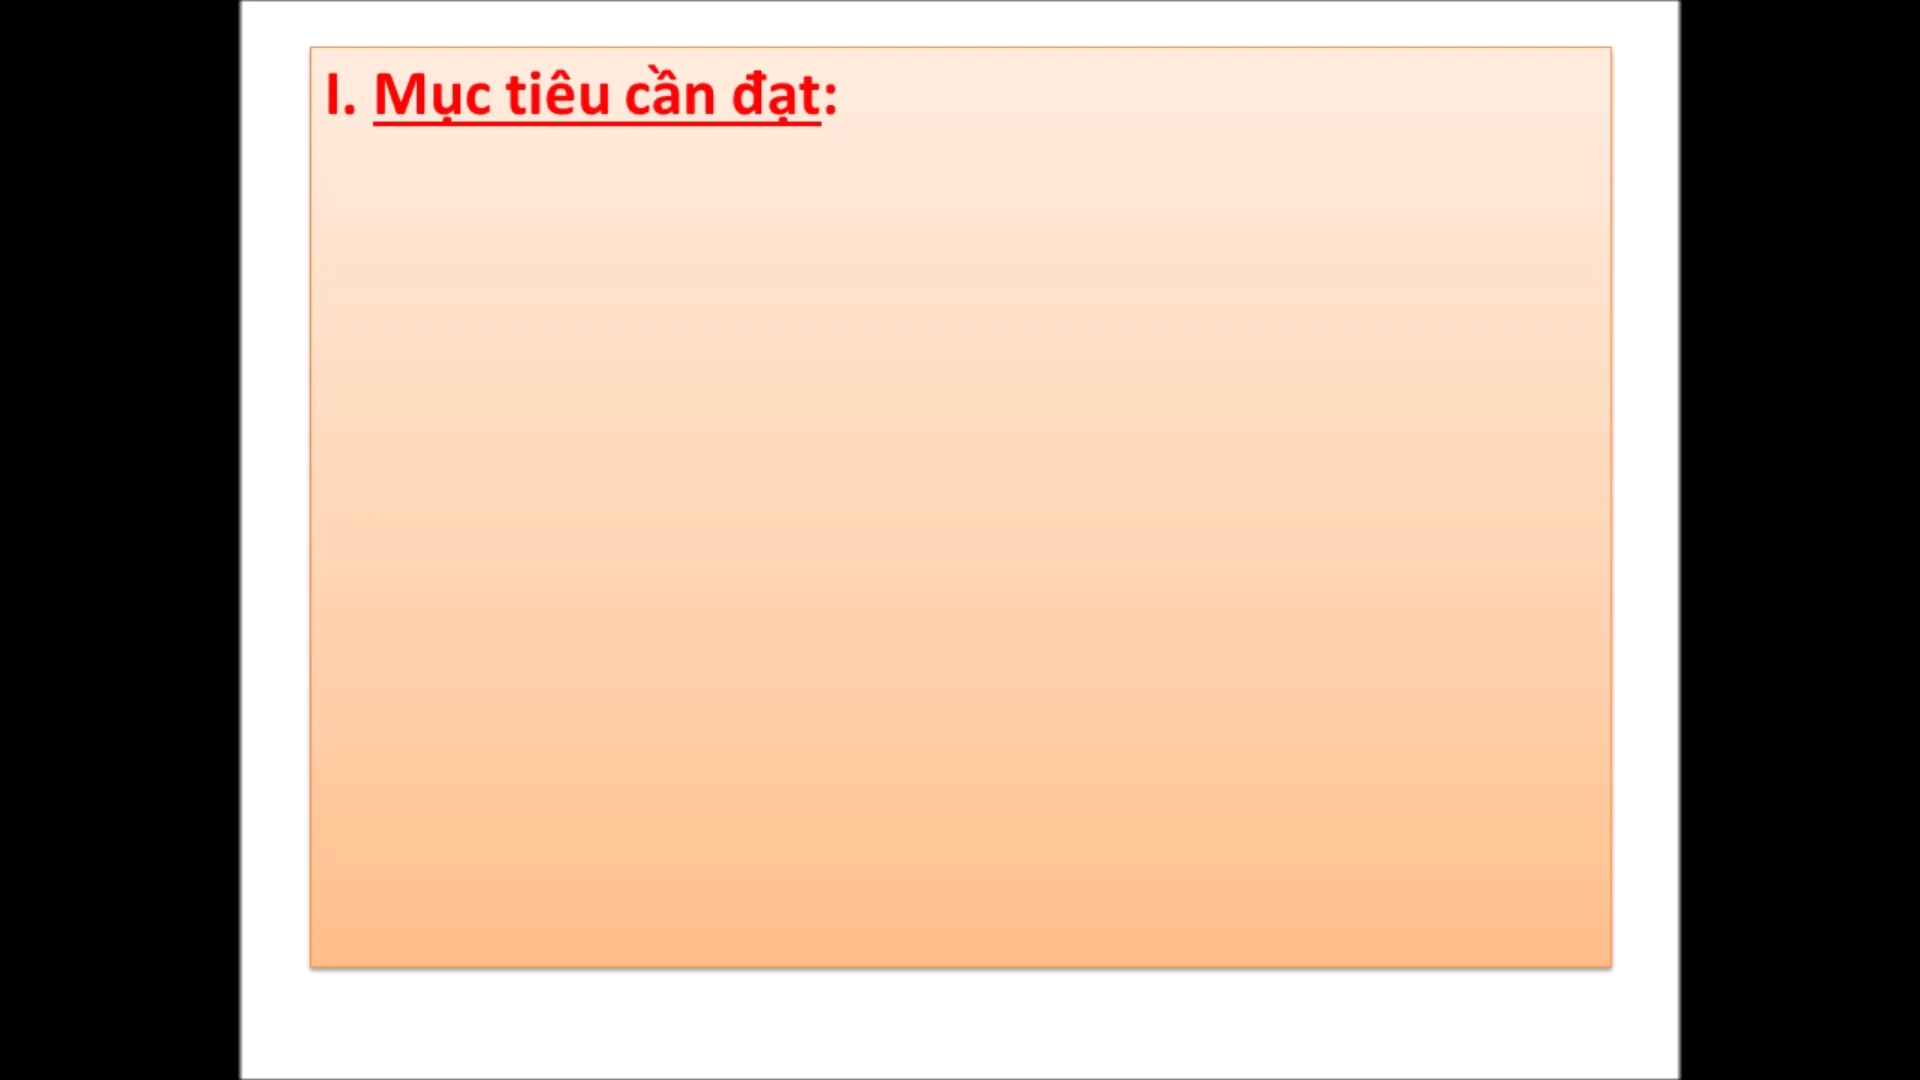 I. Mục tiêu cần đạt: